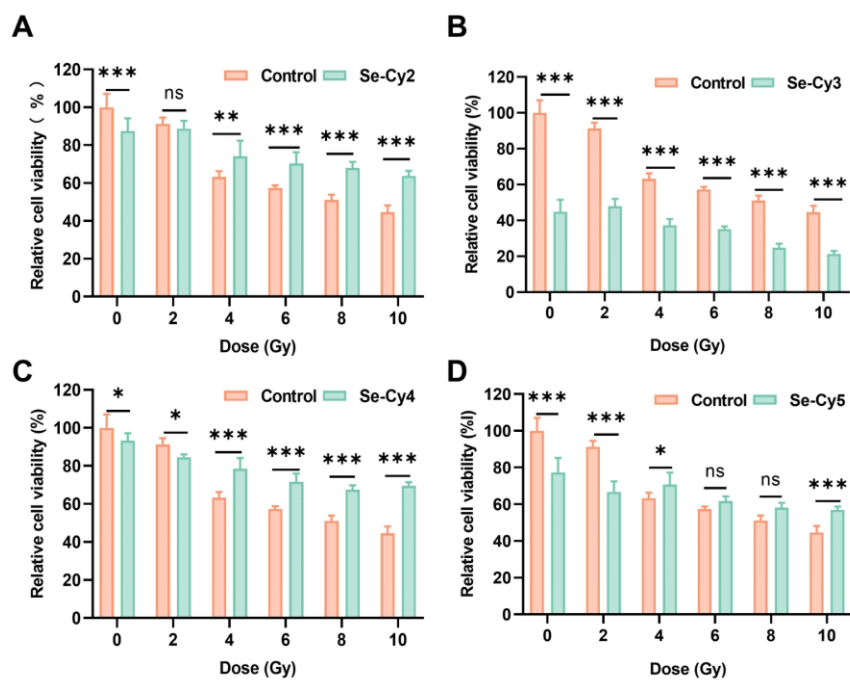 A
Control Se-Cy2
Relative cell viability（ %）
120
100
80
60
40
20
0
*** ns ** *** *** ***
0 2 4 6 8 10
Dose (Gy)
B
Control Se-Cy3
Relative cell viability (%)
120
100
80
60
40
20
0
*** *** *** *** *** ***
0 2 4 6 8 10
Dose (Gy)
C
Control Se-Cy4
Relative cell viability (%)
120
100
80
60
40
20
0
* * *** *** *** ***
0 2 4 6 8 10
Dose (Gy)
D
Control Se-Cy5
Relative cell viability (%l
120
100
80
60
40
20
0
*** *** * ns ns ***
0 2 4 6 8 10
Dose (Gy)